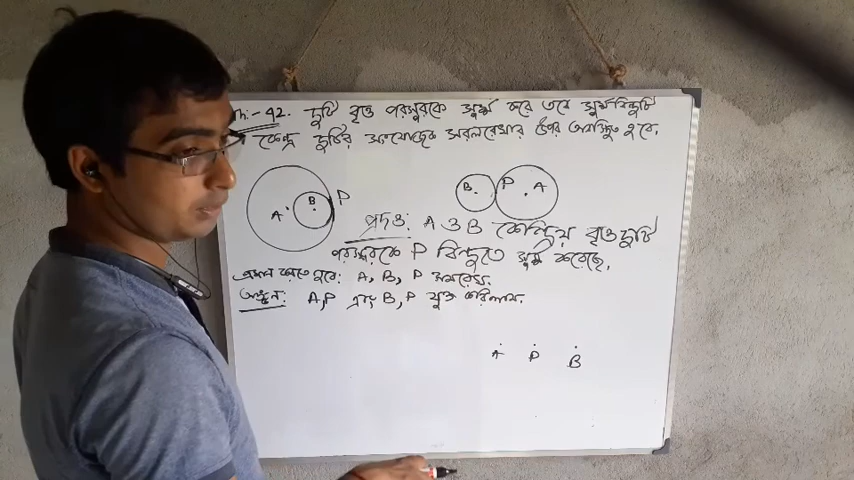 Th:- 42. দুটি বৃত্ত পরস্পরকে স্পর্শ করে তবে স্পর্শবিন্দুটি
কেন্দ্র দুটির সংযোজক সরলরেখার উপর অবস্থিত হবে.
A B P
B P A
প্রদত্ত: A ও B কেন্দ্রিয় বৃত্তদুটি
পরস্পরকে P বিন্দুতে স্পর্শ করেছে.
প্রমাণ করতে হবে: A, B, P সমরেখ.
অঙ্কন: A,P এবং B,P যুক্ত করিলাম.
A P B